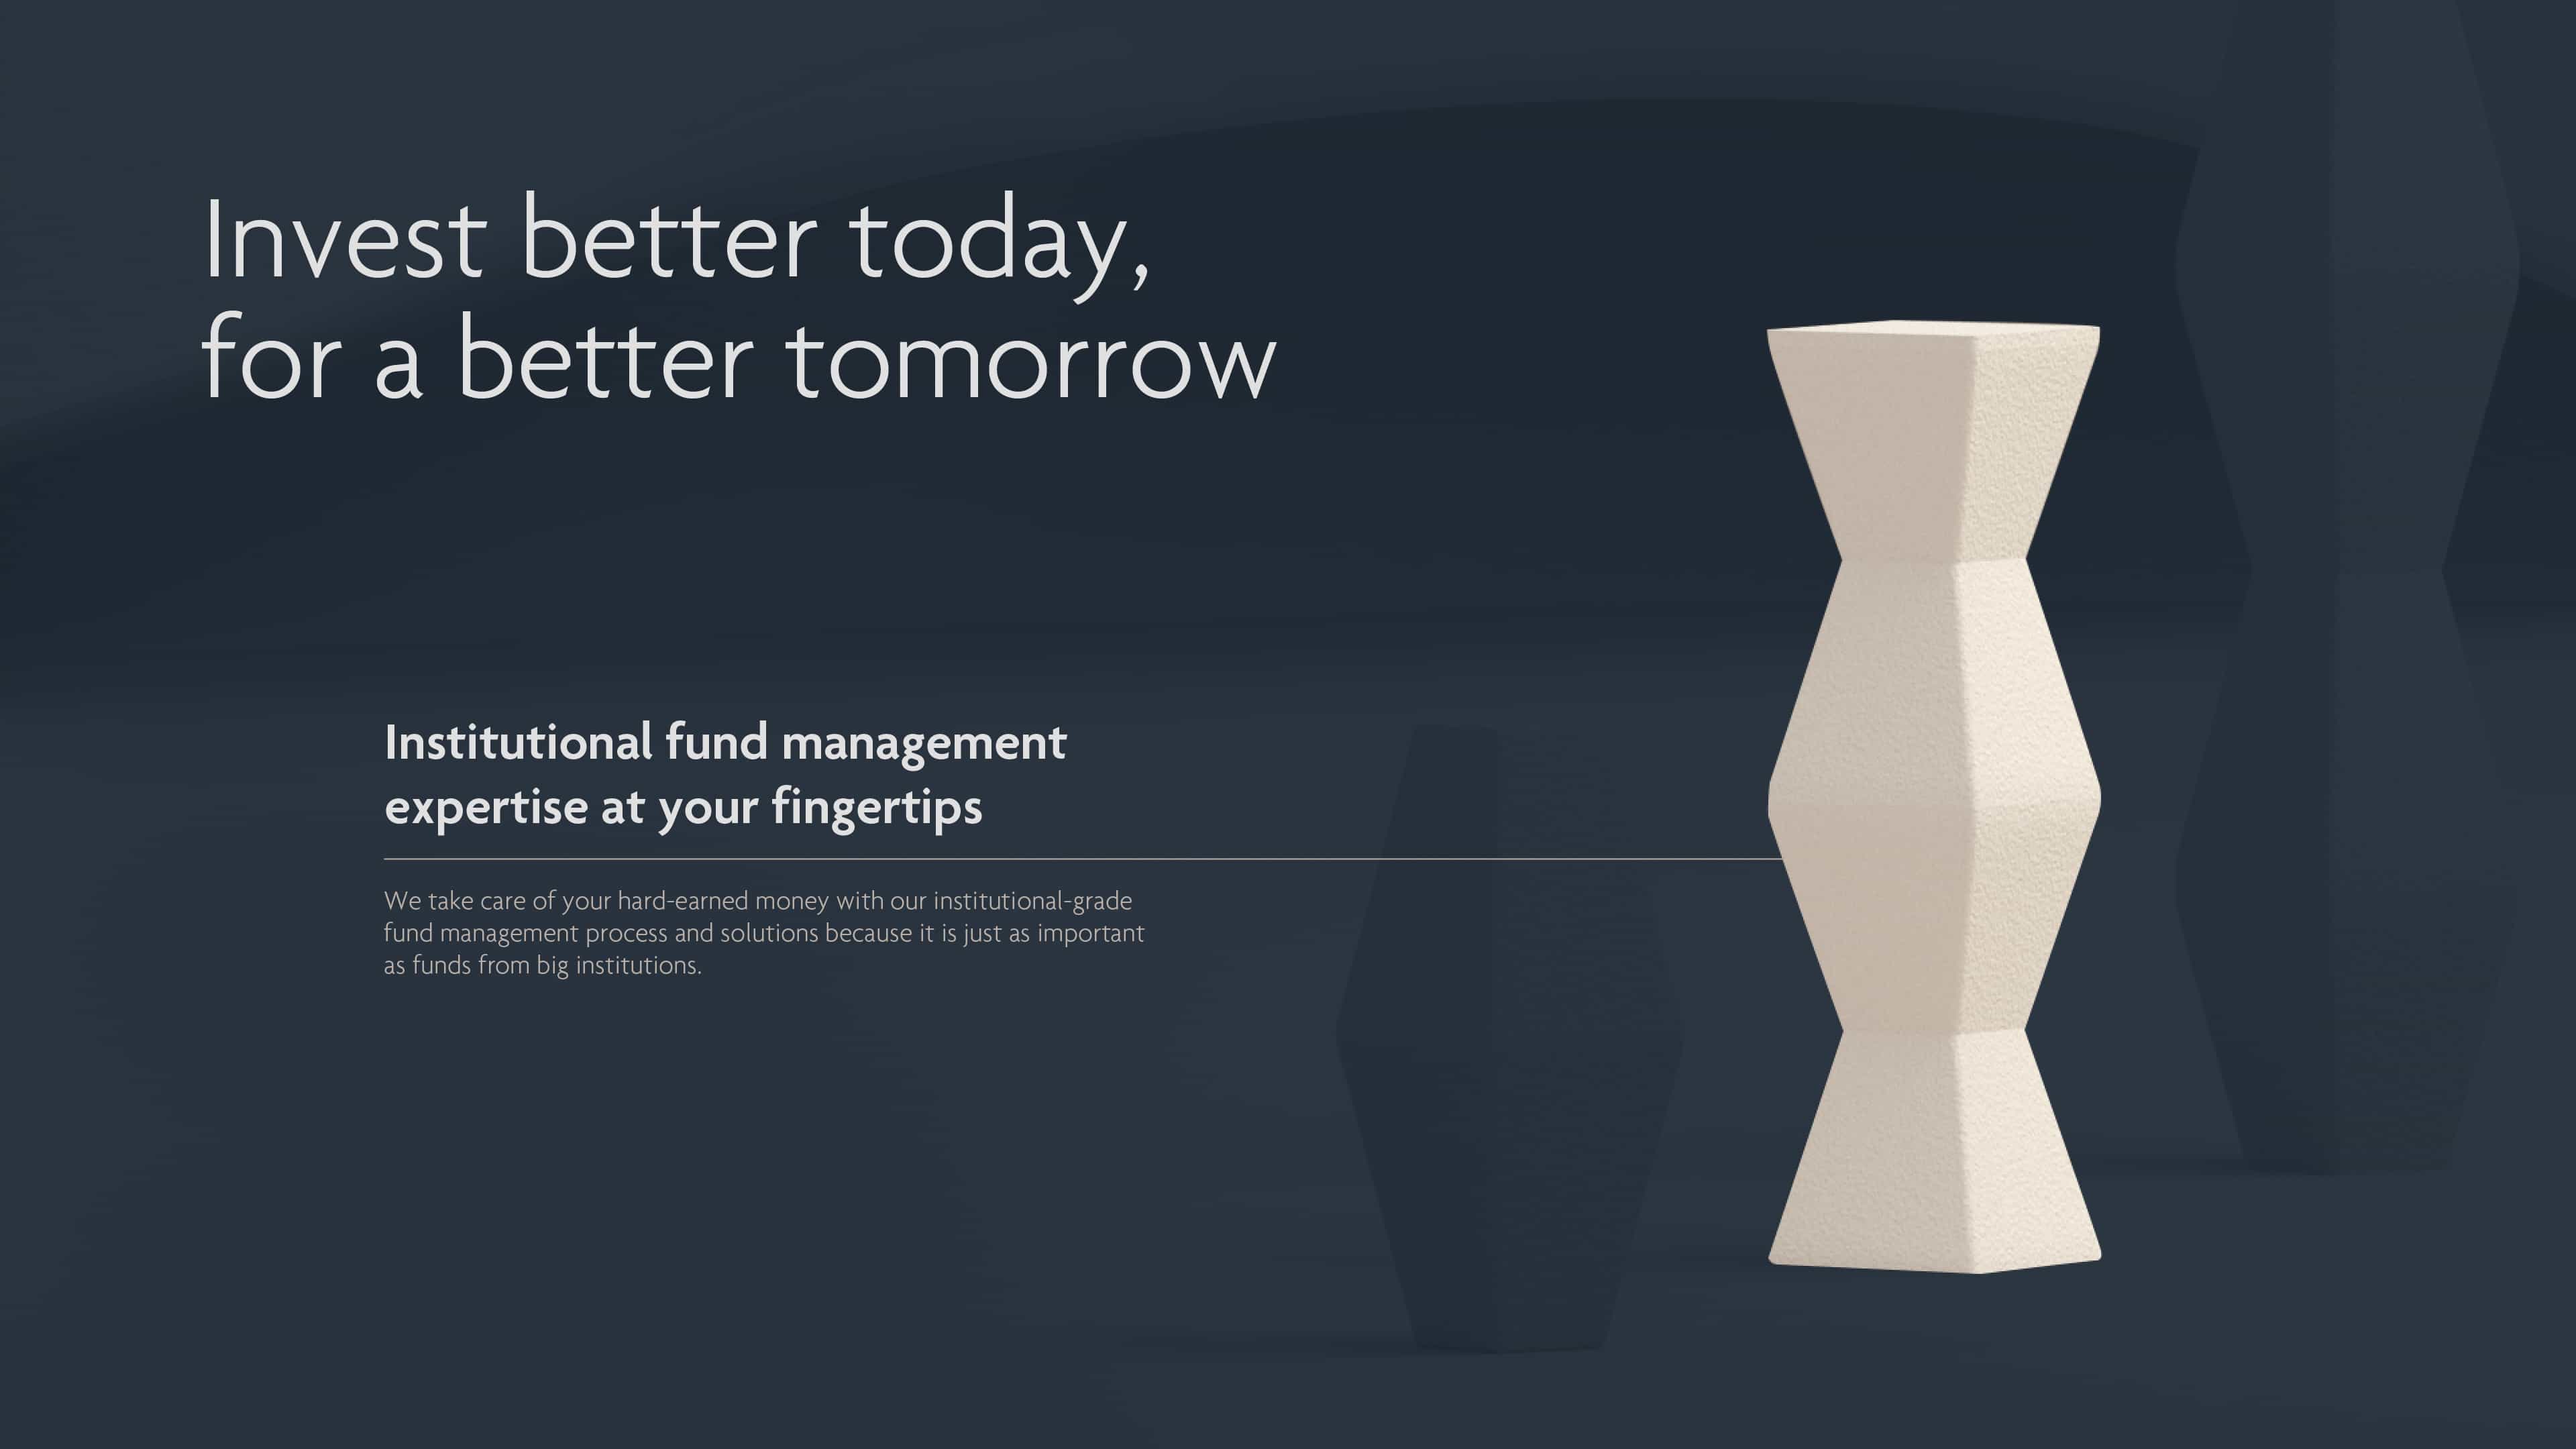 Invest better today,
for a better tomorrow
Institutional fund management
expertise at your fingertips
We take care of your hard-earned money with our institutional-grade
fund management process and solutions because it is just as important
as funds from big institutions.